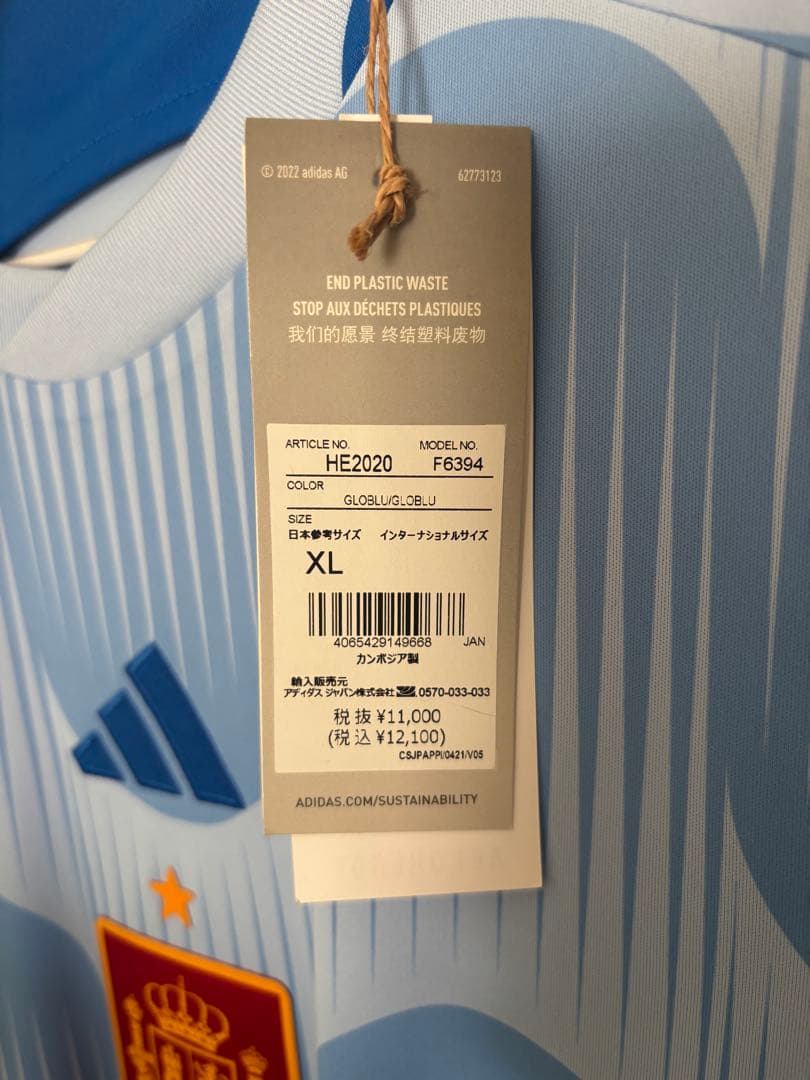 © 2022 adidas AG 62773123
END PLASTIC WASTE
STOP AUX DÉCHETS PLASTIQUES
我们的愿景 终结塑料废物
ARTICLE NO. MODEL NO.
HE2020 F6394
COLOR
GLOBLU/GLOBLU
SIZE
日本参考サイズ インターナショナルサイズ
XL
4065429149668 JAN
カンボジア製
輸入販売元
アディダス ジャパン株式会社 0570-033-033
税 抜 ¥11,000
(税 込 ¥12,100)
CSJPAPPI/0421/V05
ADIDAS.COM/SUSTAINABILITY